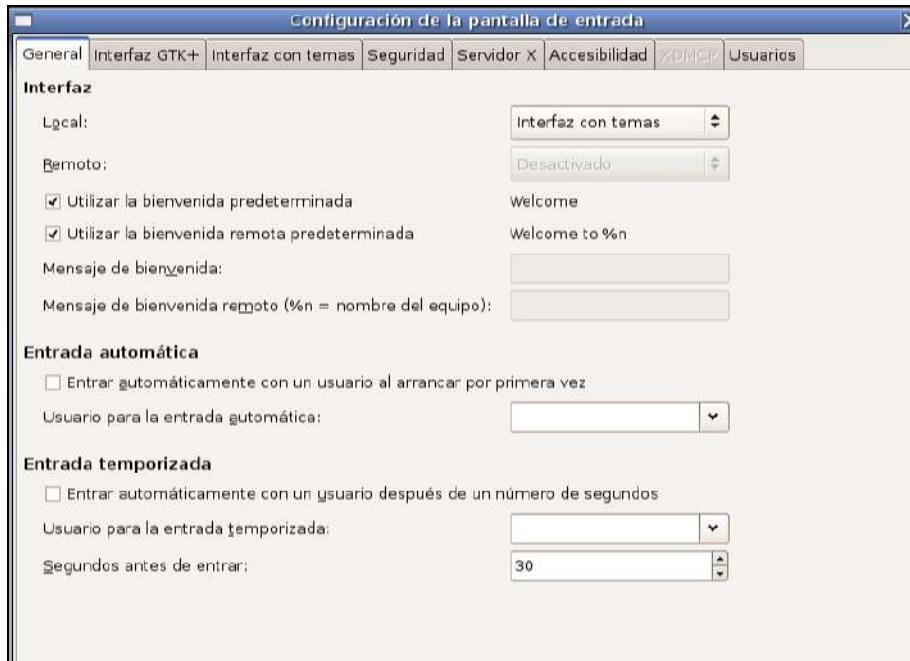 Configuración de la pantalla de entrada
General Interfaz GTK+ Interfaz con temas Seguridad Servidor X Accesibilidad XDMCP Usuarios
Interfaz
Local: Interfaz con temas
Remoto: Desactivado
Utilizar la bienvenida predeterminada Welcome
Utilizar la bienvenida remota predeterminada Welcome to %n
Mensaje de bienvenida:
Mensaje de bienvenida remoto (%n = nombre del equipo):
Entrada automática
Entrar automáticamente con un usuario al arrancar por primera vez
Usuario para la entrada automática:
Entrada temporizada
Entrar automáticamente con un usuario después de un número de segundos
Usuario para la entrada temporizada:
Segundos antes de entrar: 30